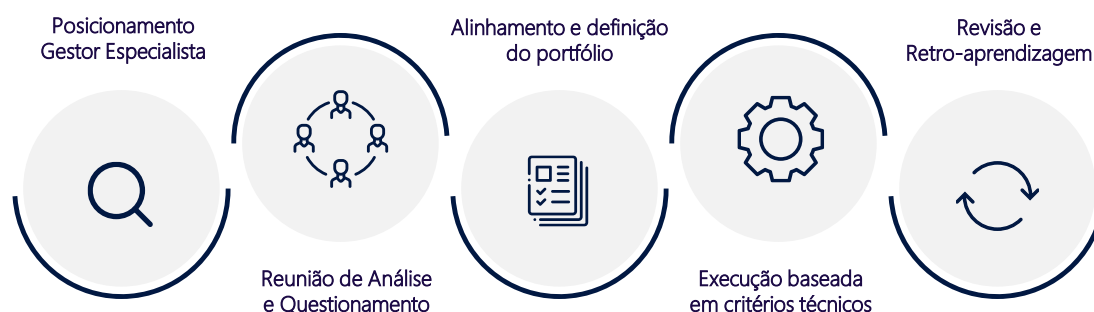 Posicionamento
Gestor Especialista
Reunião de Análise
e Questionamento
Alinhamento e definição
do portfólio
Execução baseada
em critérios técnicos
Revisão e
Retro-aprendizagem